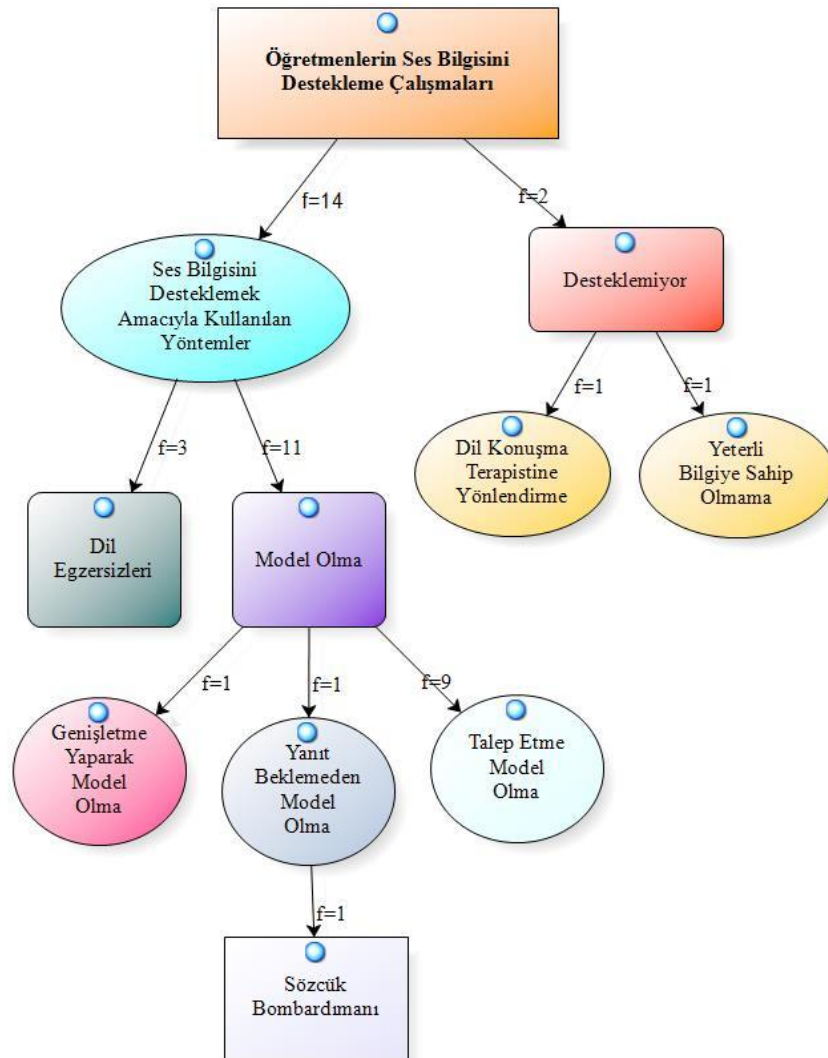 Öğretmenlerin Ses Bilgisini
Destekleme Çalışmaları
f=14
f=2
Ses Bilgisini
Desteklemek
Amacıyla Kullanılan
Yöntemler
Desteklemiyor
f=1
f=1
Dil Konuşma
Terapistine
Yönlendirme
Yeterli
Bilgiye Sahip
Olmama
f=3
f=11
Dil
Egzersizleri
Model Olma
f=1
f=1
f=9
Genişletme
Yaparak
Model
Olma
Yanıt
Beklemeden
Model
Olma
Talep Etme
Model
Olma
f=1
Sözcük
Bombardımanı